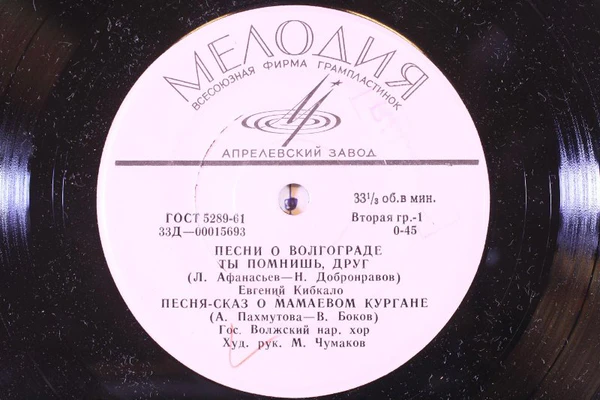 МЕЛОДИЯ
ВСЕСОЮЗНАЯ ФИРМА ГРАМПЛАСТИНОК
АПРЕЛЕВСКИЙ ЗАВОД
ГОСТ 5289-61
33Д—00015693
33⅓ об.в мин.
Вторая гр.-1
0-45
ПЕСНИ О ВОЛГОГРАДЕ
ТЫ ПОМНИШЬ, ДРУГ
(Л. Афанасьев—Н. Добронравов)
Евгений Кибкало
ПЕСНЯ-СКАЗ О МАМАЕВОМ КУРГАНЕ
(А. Пахмутова—В. Боков)
Гос. Волжский нар. хор
Худ. рук. М. Чумаков